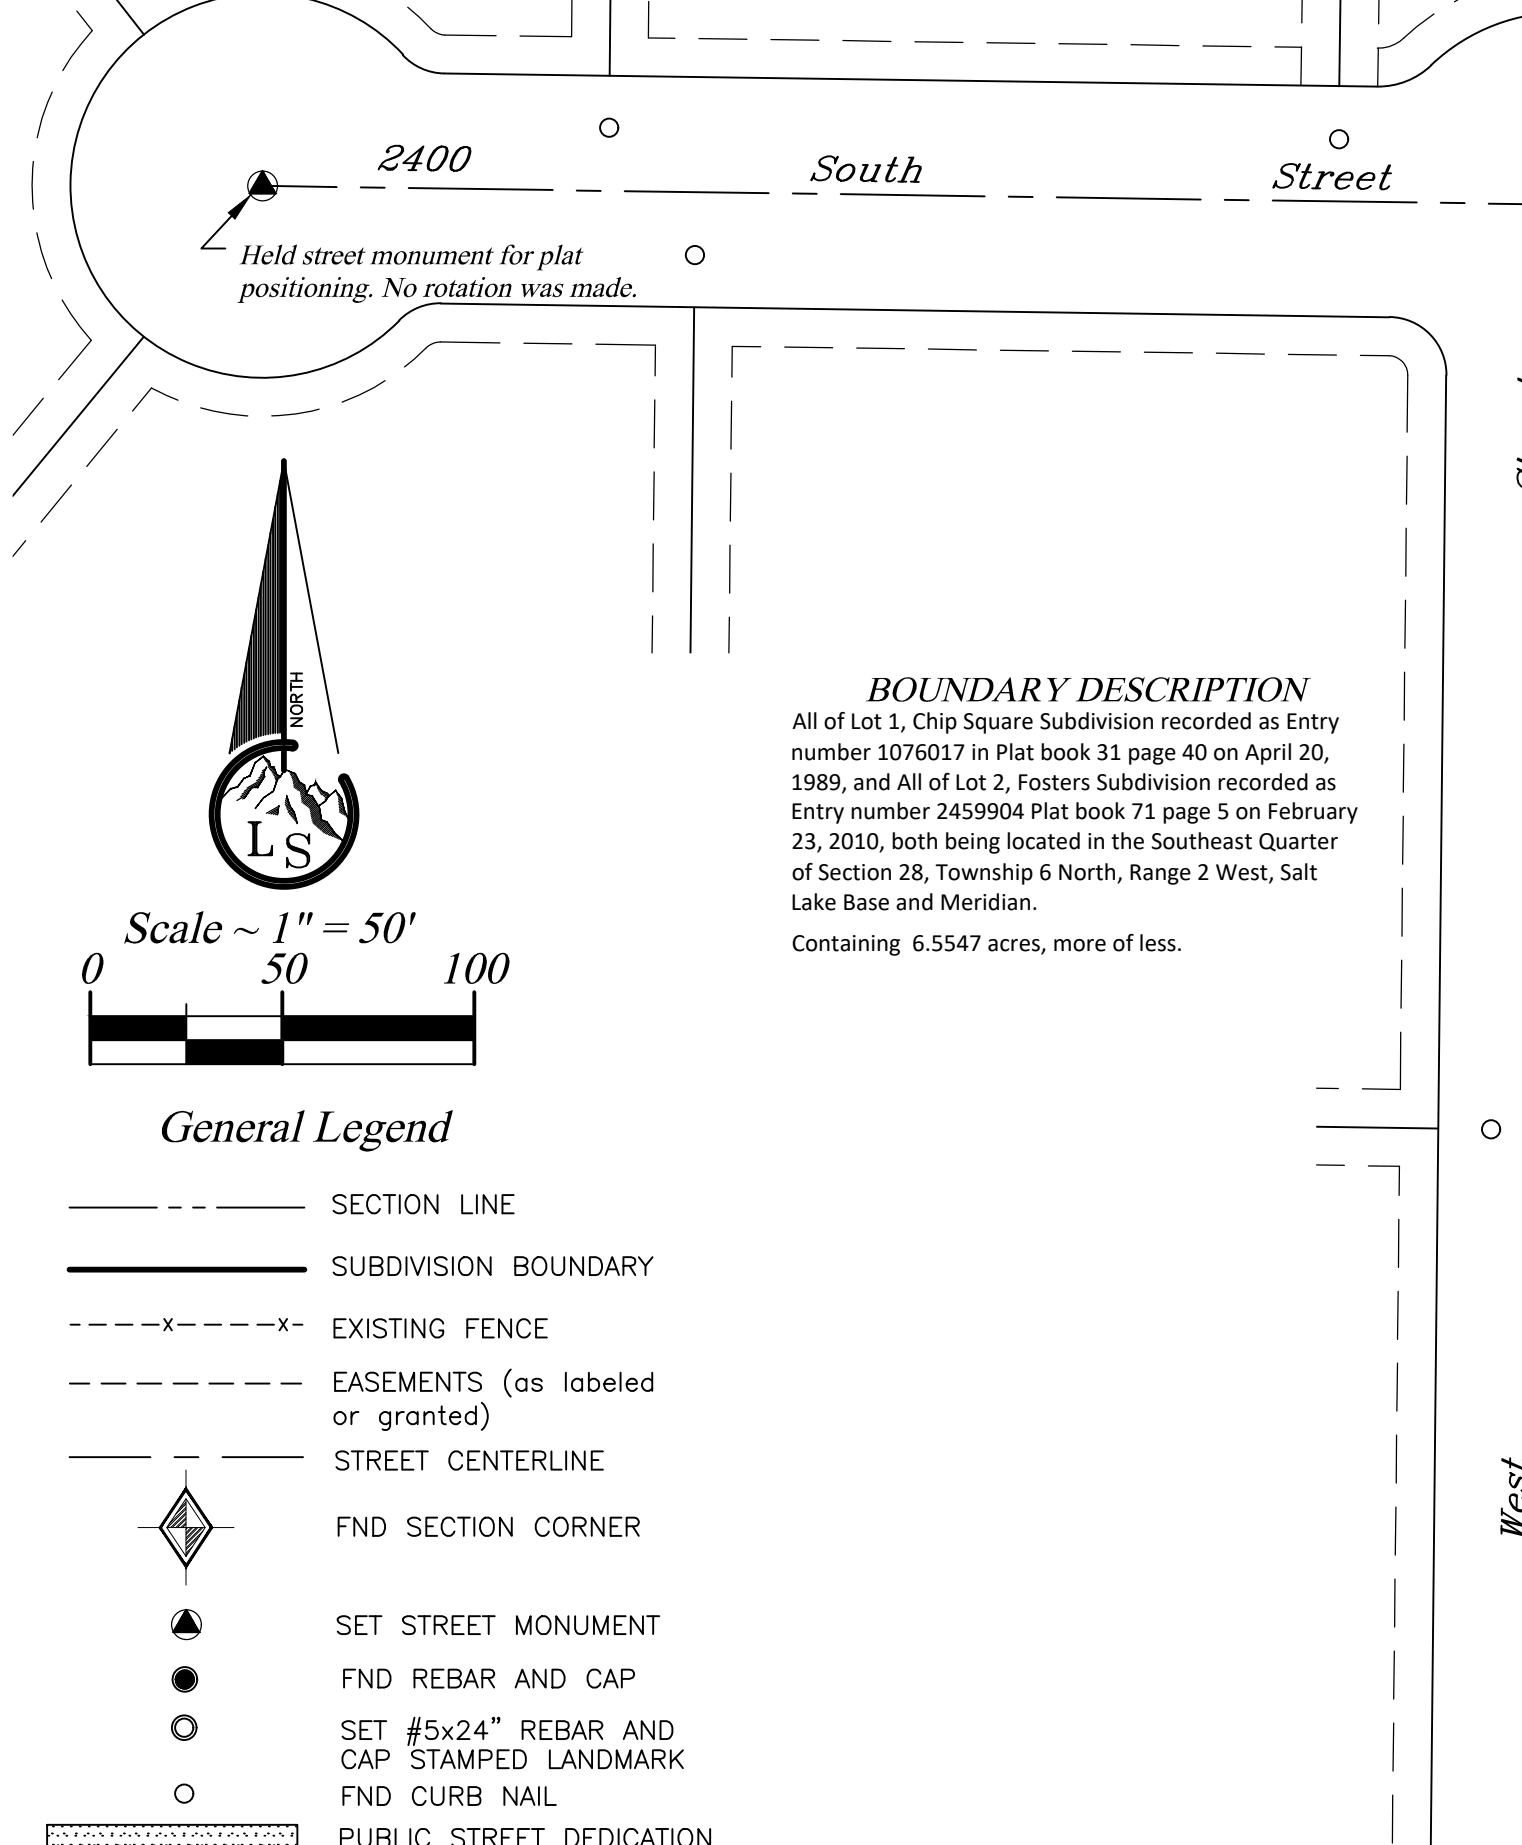 2400 South Street
Held street monument for plat
positioning. No rotation was made.
NORTH
L S
Scale ~ 1" = 50'
0 50 100
BOUNDARY DESCRIPTION
All of Lot 1, Chip Square Subdivision recorded as Entry
number 1076017 in Plat book 31 page 40 on April 20,
1989, and All of Lot 2, Fosters Subdivision recorded as
Entry number 2459904 Plat book 71 page 5 on February
23, 2010, both being located in the Southeast Quarter
of Section 28, Township 6 North, Range 2 West, Salt
Lake Base and Meridian.
Containing 6.5547 acres, more of less.
West
General Legend
SECTION LINE
SUBDIVISION BOUNDARY
x x EXISTING FENCE
EASEMENTS (as labeled
or granted)
STREET CENTERLINE
FND SECTION CORNER
SET STREET MONUMENT
FND REBAR AND CAP
SET #5x24” REBAR AND
CAP STAMPED LANDMARK
FND CURB NAIL
PUBLIC STREET DEDICATION